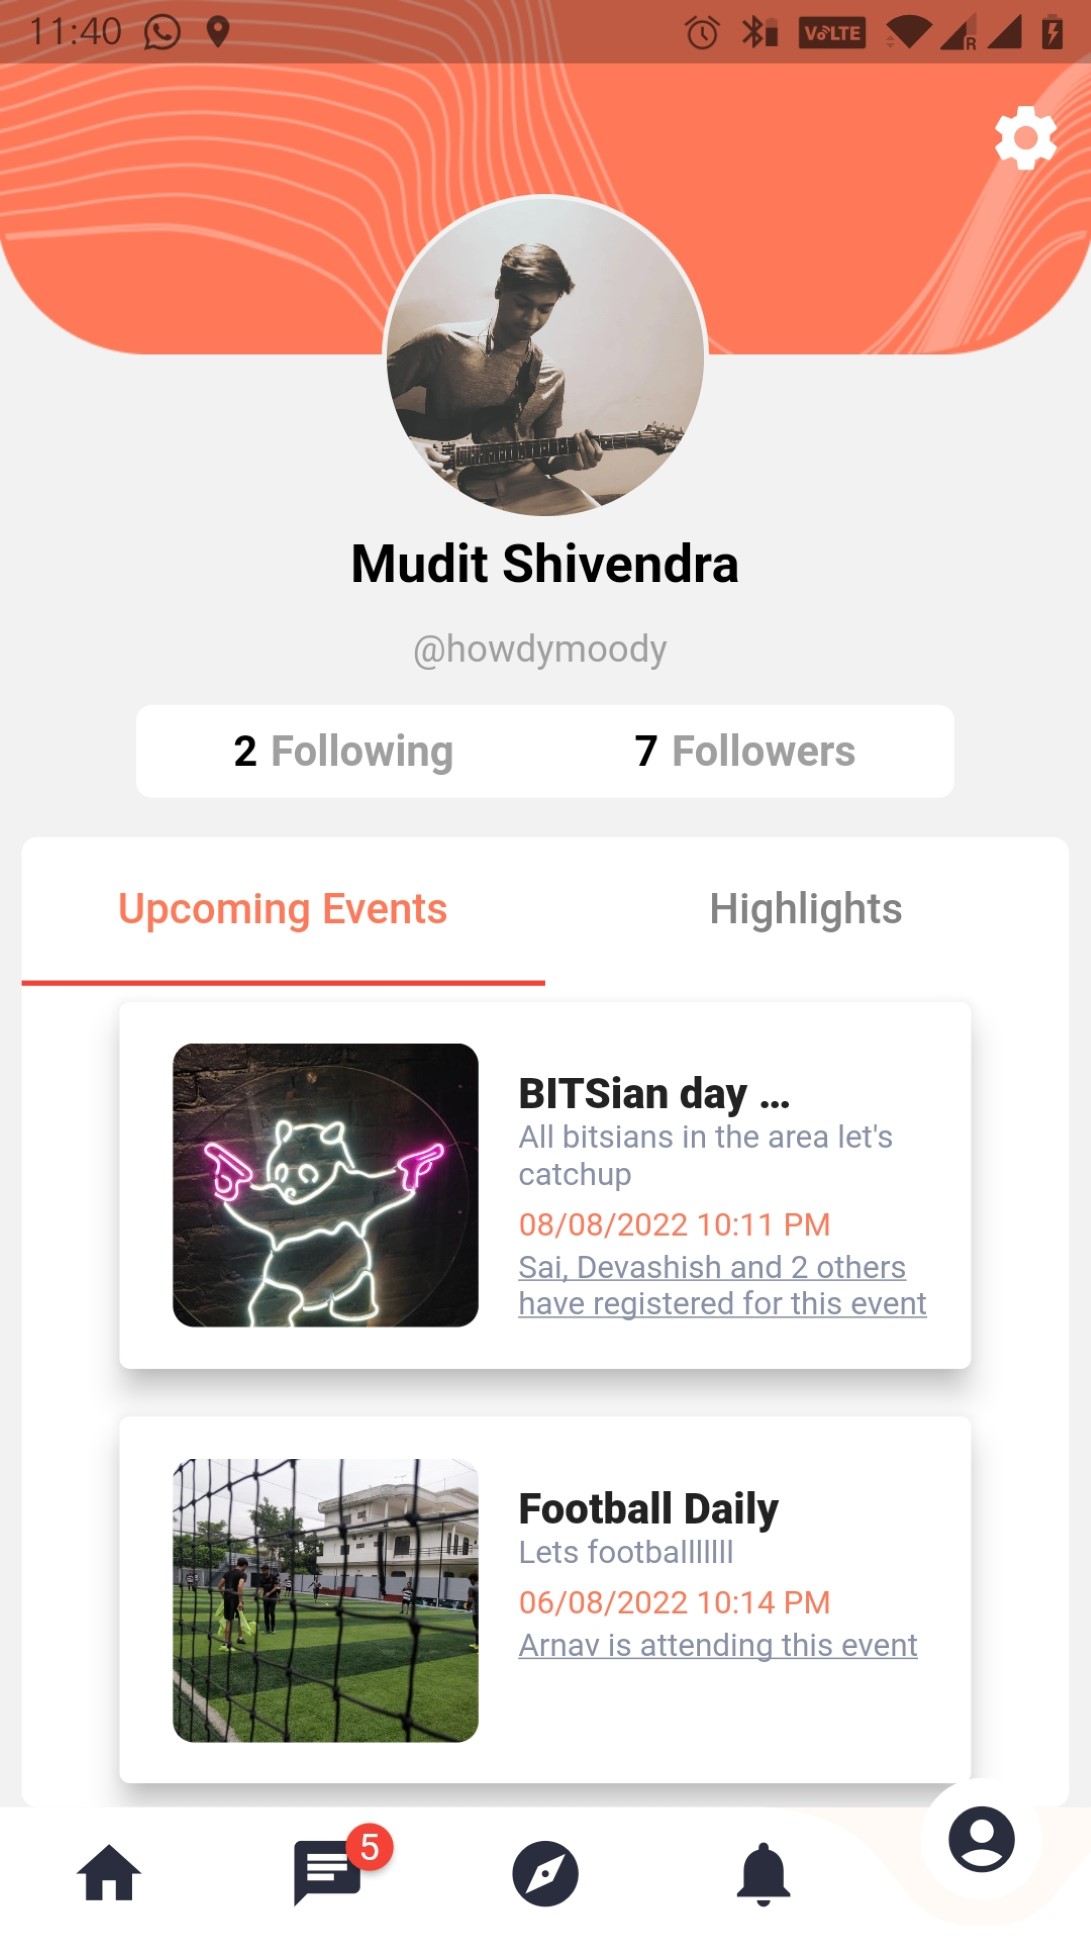 11:40
VoLTE
R
Mudit Shivendra
@howdymoody
2 Following
7 Followers
Upcoming Events
Highlights
BITSian day ...
All bitsians in the area let's
catchup
08/08/2022 10:11 PM
Sai, Devashish and 2 others
have registered for this event
Football Daily
Lets footballllllll
06/08/2022 10:14 PM
Arnav is attending this event
5